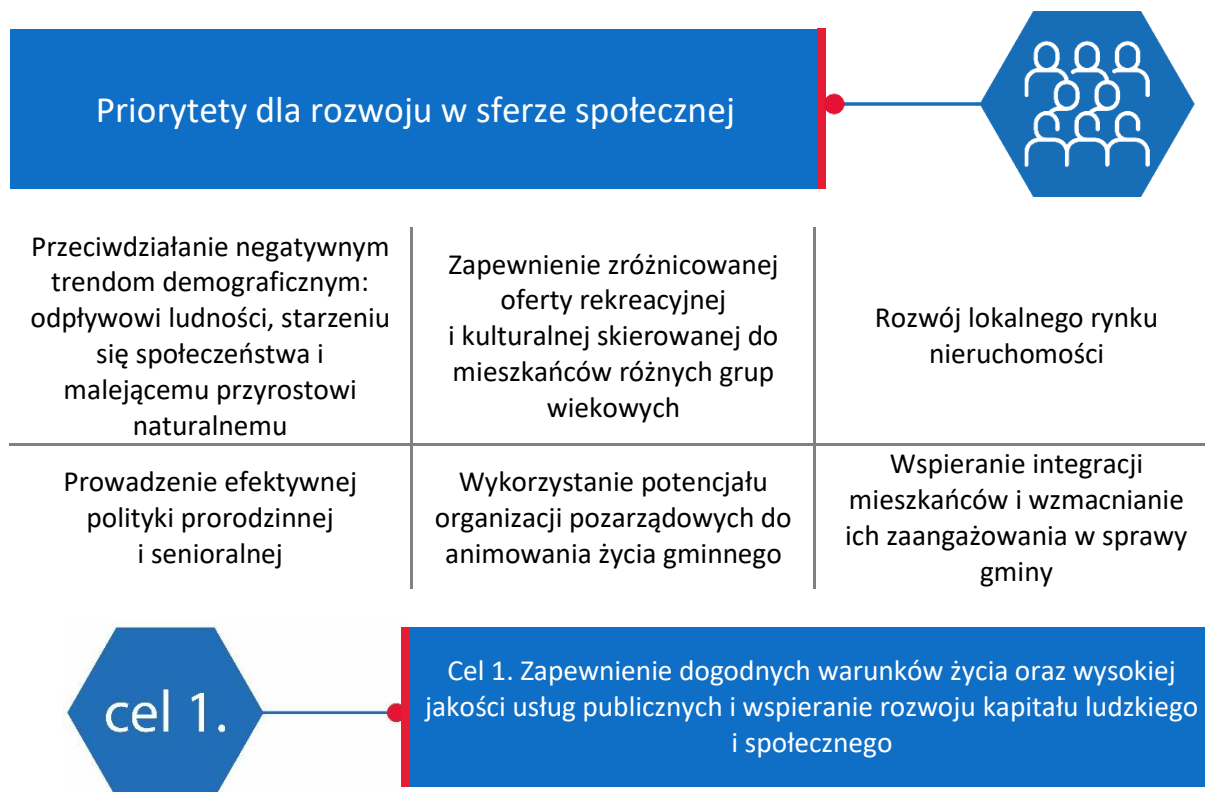 Priorytety dla rozwoju w sferze społecznej
Przeciwdziałanie negatywnym
trendom demograficznym:
odpływowi ludności, starzeniu
się społeczeństwa i
malejącemu przyrostowi
naturalnemu
Zapewnienie zróżnicowanej
oferty rekreacyjnej
i kulturalnej skierowanej do
mieszkańców różnych grup
wiekowych
Rozwój lokalnego rynku
nieruchomości
Prowadzenie efektywnej
polityki prorodzinnej
i senioralnej
Wykorzystanie potencjału
organizacji pozarządowych do
animowania życia gminnego
Wspieranie integracji
mieszkańców i wzmacnianie
ich zaangażowania w sprawy
gminy
cel 1.
Cel 1. Zapewnienie dogodnych warunków życia oraz wysokiej
jakości usług publicznych i wspieranie rozwoju kapitału ludzkiego
i społecznego